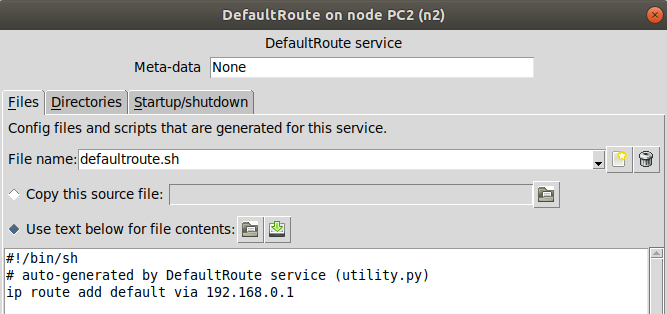 DefaultRoute on node PC2 (n2)
DefaultRoute service
Meta-data None
Files Directories Startup/shutdown
Config files and scripts that are generated for this service.
File name: defaultroute.sh
Copy this source file:
Use text below for file contents:
#!/bin/sh
# auto-generated by DefaultRoute service (utility.py)
ip route add default via 192.168.0.1